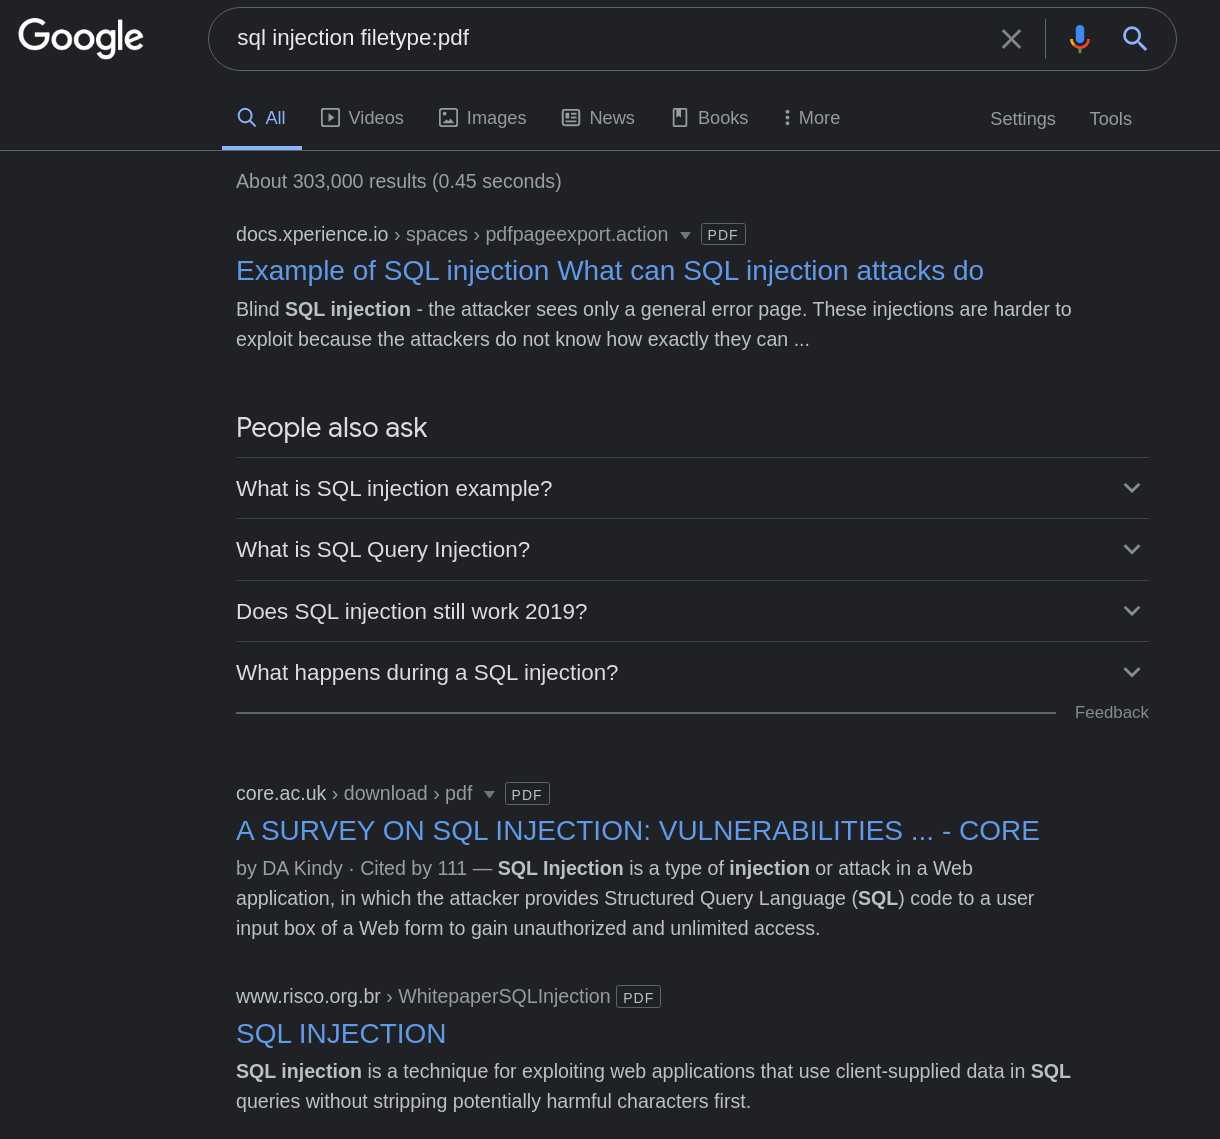 Google
sql injection filetype:pdf
All Videos Images News Books More Settings Tools
About 303,000 results (0.45 seconds)
docs.xperience.io › spaces › pdfpageexport.action PDF
Example of SQL injection What can SQL injection attacks do
Blind SQL injection - the attacker sees only a general error page. These injections are harder to
exploit because the attackers do not know how exactly they can ...
People also ask
What is SQL injection example?
What is SQL Query Injection?
Does SQL injection still work 2019?
What happens during a SQL injection?
Feedback
core.ac.uk › download › pdf PDF
A SURVEY ON SQL INJECTION: VULNERABILITIES ... - CORE
by DA Kindy · Cited by 111 — SQL Injection is a type of injection or attack in a Web
application, in which the attacker provides Structured Query Language (SQL) code to a user
input box of a Web form to gain unauthorized and unlimited access.
www.risco.org.br › WhitepaperSQLInjection PDF
SQL INJECTION
SQL injection is a technique for exploiting web applications that use client-supplied data in SQL
queries without stripping potentially harmful characters first.